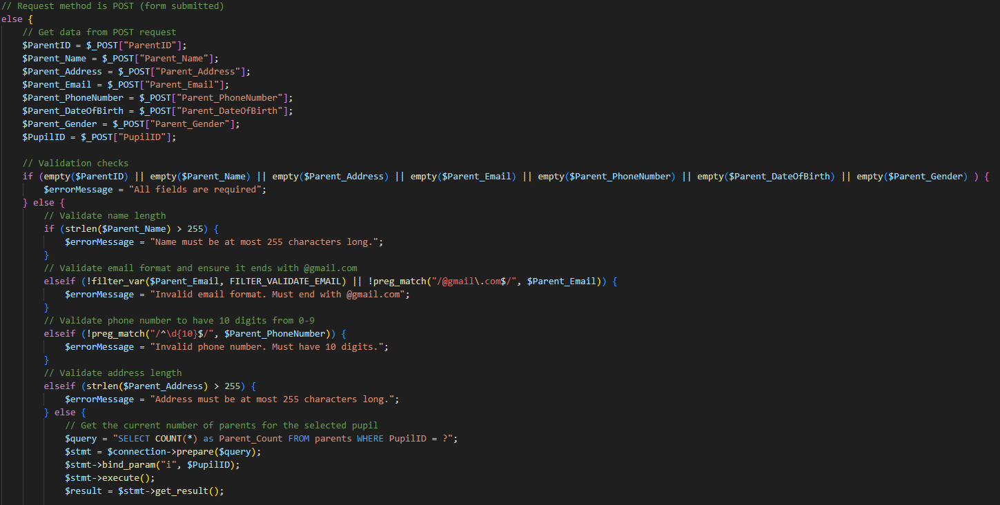 // Request method is POST (form submitted)
else {
    // Get data from POST request
    $ParentID = $_POST["ParentID"];
    $Parent_Name = $_POST["Parent_Name"];
    $Parent_Address = $_POST["Parent_Address"];
    $Parent_Email = $_POST["Parent_Email"];
    $Parent_PhoneNumber = $_POST["Parent_PhoneNumber"];
    $Parent_DateOfBirth = $_POST["Parent_DateOfBirth"];
    $Parent_Gender = $_POST["Parent_Gender"];
    $PupilID = $_POST["PupilID"];

    // Validation checks
    if (empty($ParentID) || empty($Parent_Name) || empty($Parent_Address) || empty($Parent_Email) || empty($Parent_PhoneNumber) || empty($Parent_DateOfBirth) || empty($Parent_Gender) ) {
        $errorMessage = "All fields are required";
    } else {
        // Validate name length
        if (strlen($Parent_Name) > 255) {
            $errorMessage = "Name must be at most 255 characters long.";
        }
        // Validate email format and ensure it ends with @gmail.com
        elseif (!filter_var($Parent_Email, FILTER_VALIDATE_EMAIL) || !preg_match("/@gmail\.com$/", $Parent_Email)) {
            $errorMessage = "Invalid email format. Must end with @gmail.com";
        }
        // Validate phone number to have 10 digits from 0-9
        elseif (!preg_match("/^\d{10}$/", $Parent_PhoneNumber)) {
            $errorMessage = "Invalid phone number. Must have 10 digits.";
        }
        // Validate address length
        elseif (strlen($Parent_Address) > 255) {
            $errorMessage = "Address must be at most 255 characters long.";
        } else {
            // Get the current number of parents for the selected pupil
            $query = "SELECT COUNT(*) as Parent_Count FROM parents WHERE PupilID = ?";
            $stmt = $connection->prepare($query);
            $stmt->bind_param("i", $PupilID);
            $stmt->execute();
            $result = $stmt->get_result();